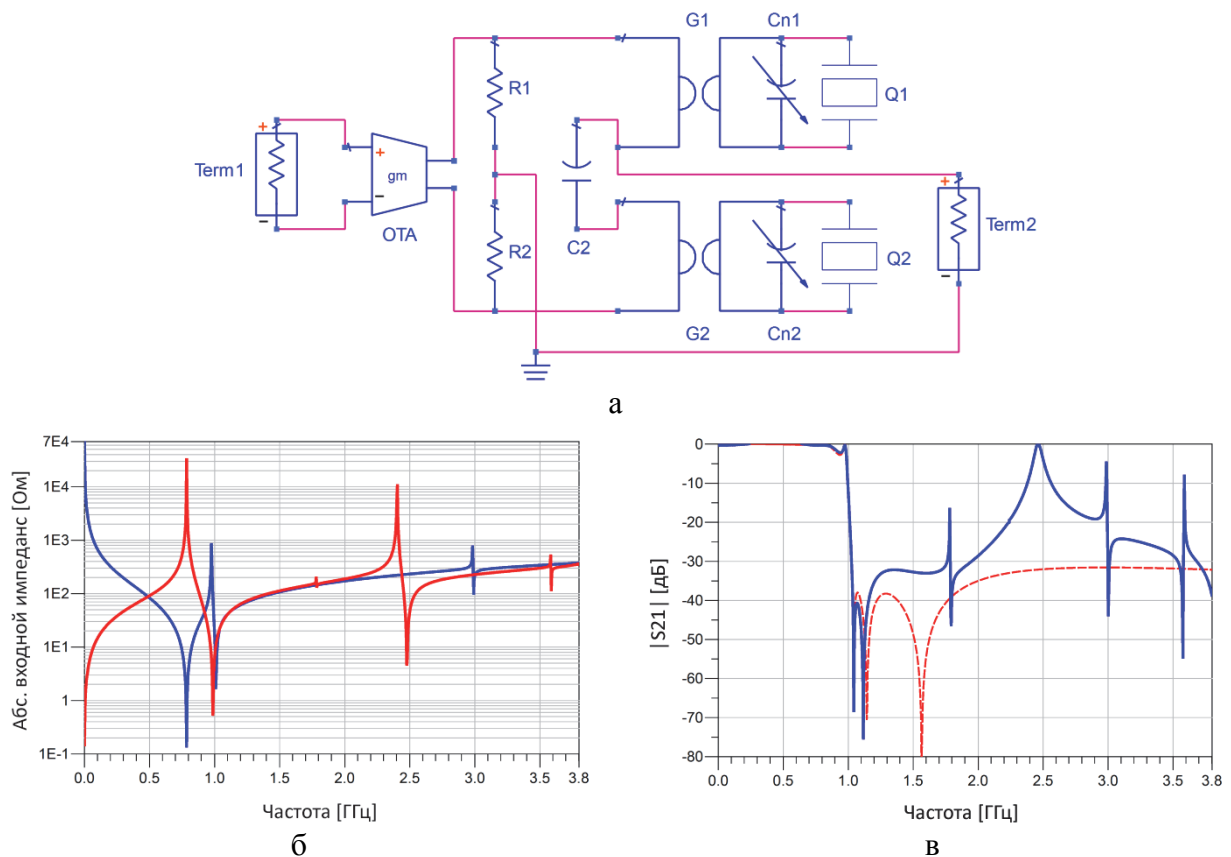 G1 Cn1
R1 Q1
+ +
Term1 gm
- -
OTA
C2
+
Term2
-
R2 Q2
G2 Cn2
а
7E4
1E4
1E3
1E2
1E1
1
1E-1
Абс. входной импеданс [Ом]
0.0 0.5 1.0 1.5 2.0 2.5 3.0 3.5 3.8
Частота [ГГц]
б
0
-10
-20
-30
-40
-50
-60
-70
-80
|S21| [дБ]
0.0 0.5 1.0 1.5 2.0 2.5 3.0 3.5 3.8
Частота [ГГц]
в